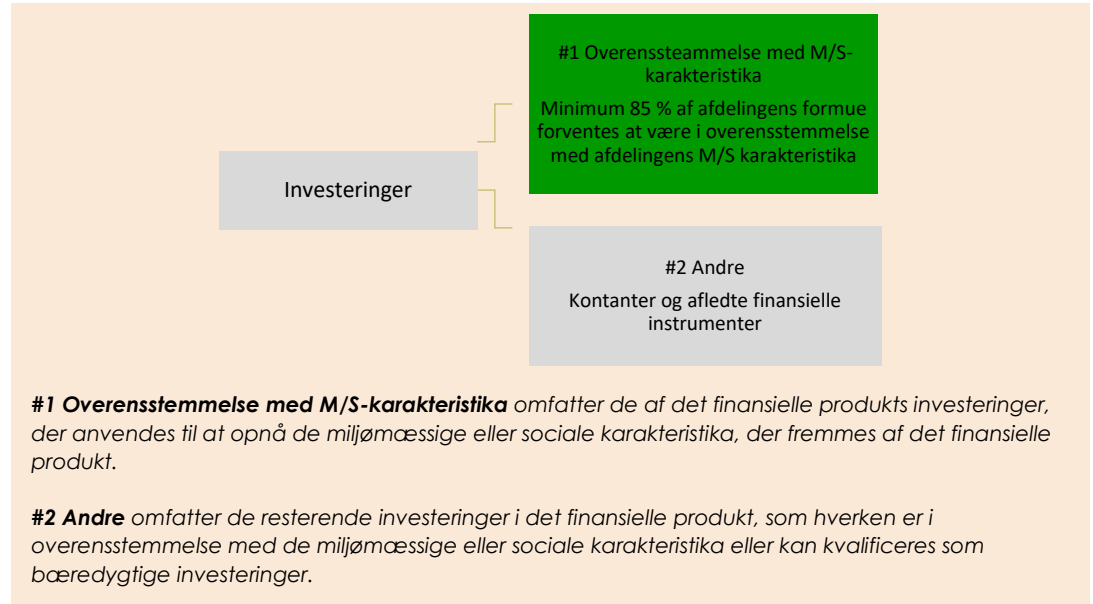 #1 Overenssteammelse med M/S-
karakteristika
Minimum 85 % af afdelingens formue
forventes at være i overensstemmelse
med afdelingens M/S karakteristika
Investeringer
#2 Andre
Kontanter og afledte finansielle
instrumenter
#1 Overensstemmelse med M/S-karakteristika omfatter de af det finansielle produkts investeringer,
der anvendes til at opnå de miljømæssige eller sociale karakteristika, der fremmes af det finansielle
produkt.
#2 Andre omfatter de resterende investeringer i det finansielle produkt, som hverken er i
overensstemmelse med de miljømæssige eller sociale karakteristika eller kan kvalificeres som
bæredygtige investeringer.